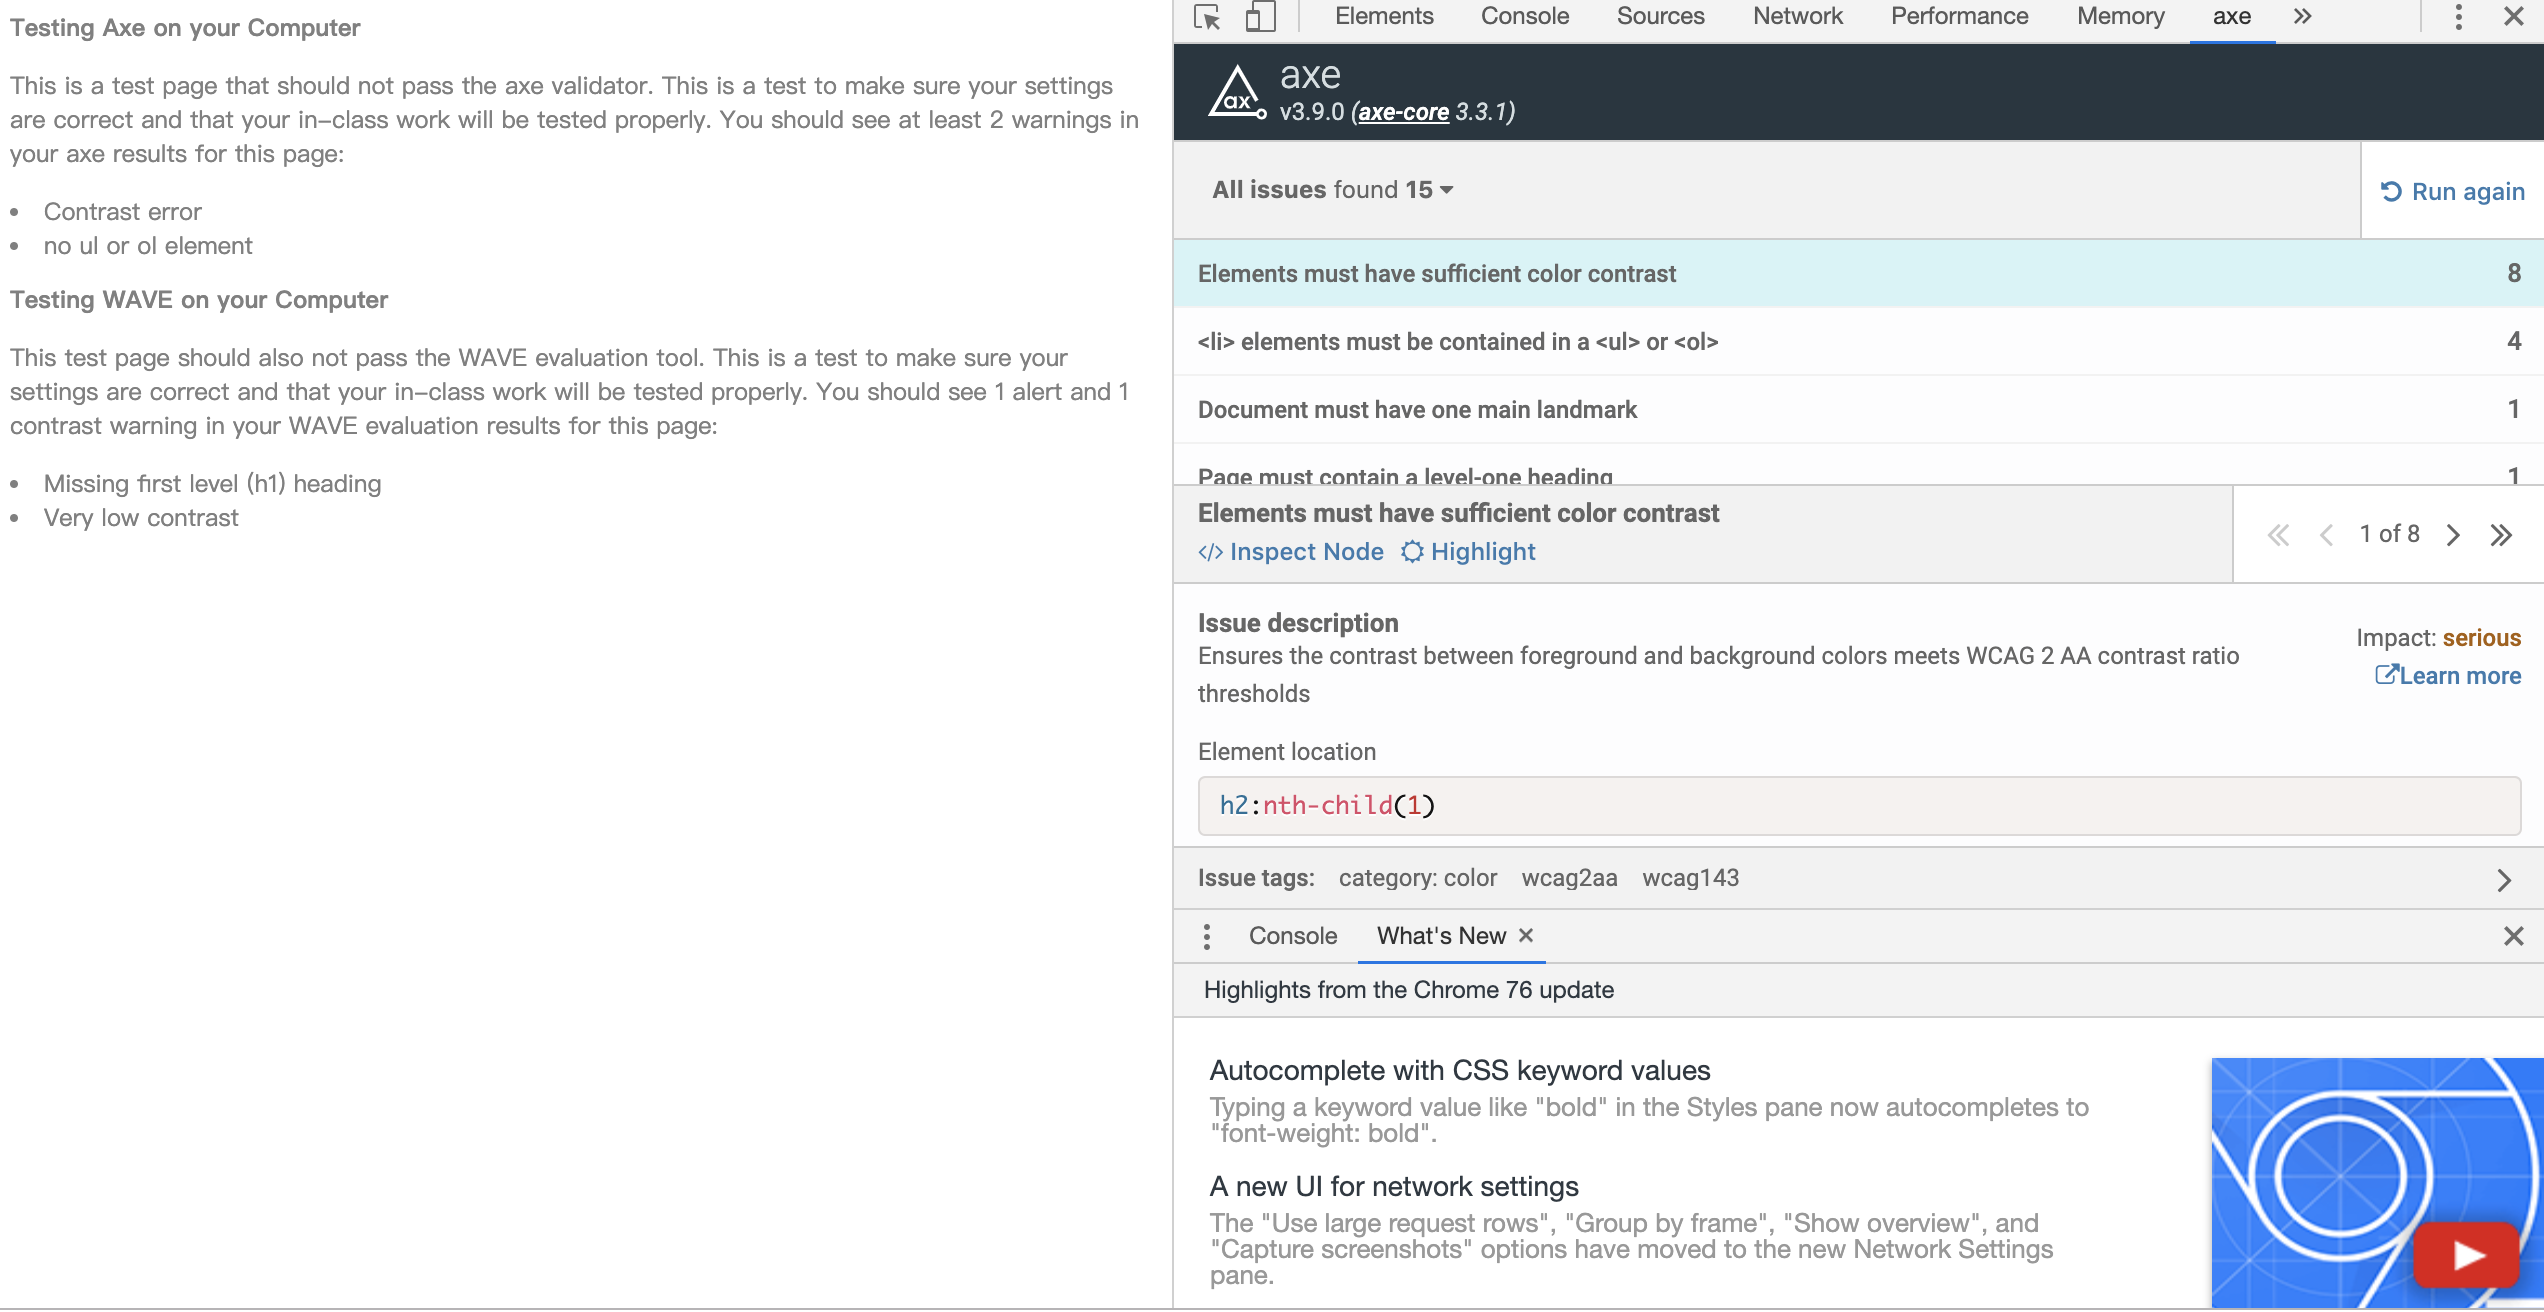 Testing Axe on your Computer
This is a test page that should not pass the axe validator. This is a test to make sure your settings
are correct and that your in-class work will be tested properly. You should see at least 2 warnings in
your axe results for this page:
• Contrast error
• no ul or ol element
Testing WAVE on your Computer
This test page should also not pass the WAVE evaluation tool. This is a test to make sure your
settings are correct and that your in-class work will be tested properly. You should see 1 alert and 1
contrast warning in your WAVE evaluation results for this page:
• Missing first level (h1) heading
• Very low contrast
Elements Console Sources Network Performance Memory axe »
ax
axe
v3.9.0 (axe-core 3.3.1)
All issues found 15
Run again
Elements must have sufficient color contrast 8
<li> elements must be contained in a <ul> or <ol> 4
Document must have one main landmark 1
Page must contain a level-one heading 1
Elements must have sufficient color contrast
</> Inspect Node Highlight
1 of 8
Issue description
Ensures the contrast between foreground and background colors meets WCAG 2 AA contrast ratio
thresholds
Impact: serious
Learn more
Element location
h2:nth-child(1)
Issue tags: category: color wcag2aa wcag143
Console What's New ×
Highlights from the Chrome 76 update
Autocomplete with CSS keyword values
Typing a keyword value like "bold" in the Styles pane now autocompletes to
"font-weight: bold".
A new UI for network settings
The "Use large request rows", "Group by frame", "Show overview", and
"Capture screenshots" options have moved to the new Network Settings
pane.